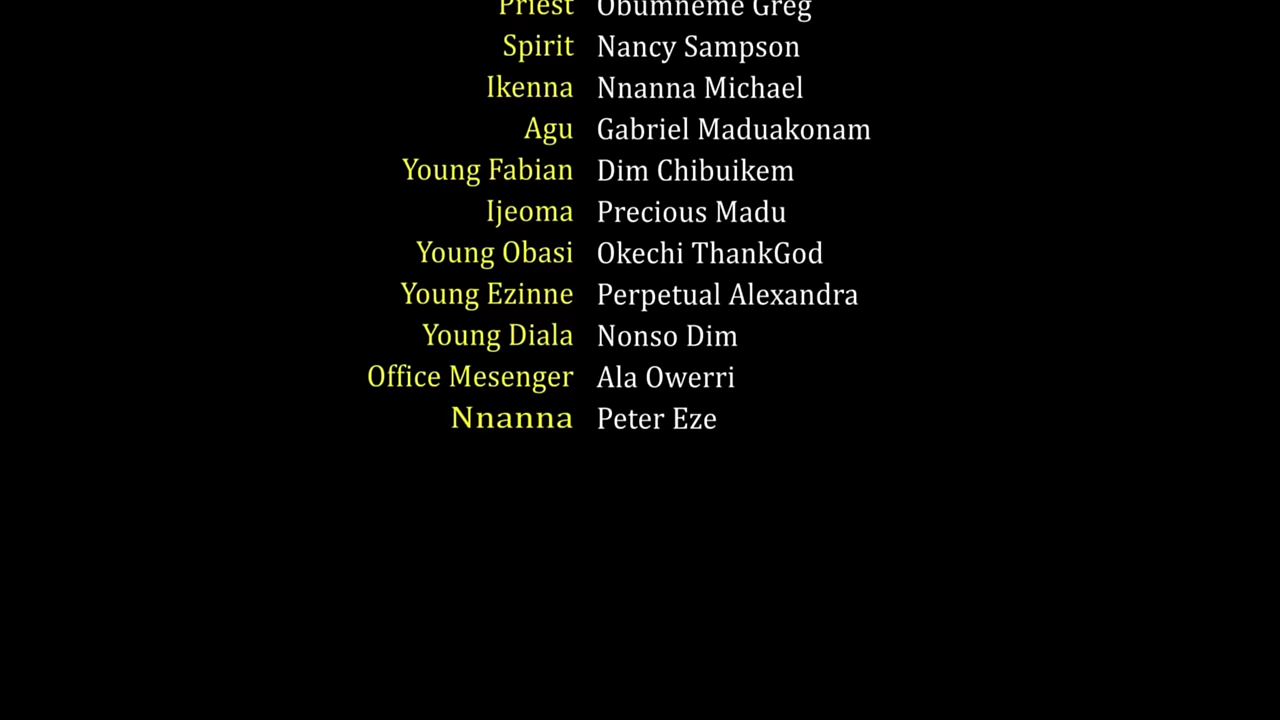 Priest Obumneme Greg
Spirit Nancy Sampson
Ikenna Nnanna Michael
Agu Gabriel Maduakonam
Young Fabian Dim Chibuikem
Ijeoma Precious Madu
Young Obasi Okechi ThankGod
Young Ezinne Perpetual Alexandra
Young Diala Nonso Dim
Office Mesenger Ala Owerri
Nnanna Peter Eze